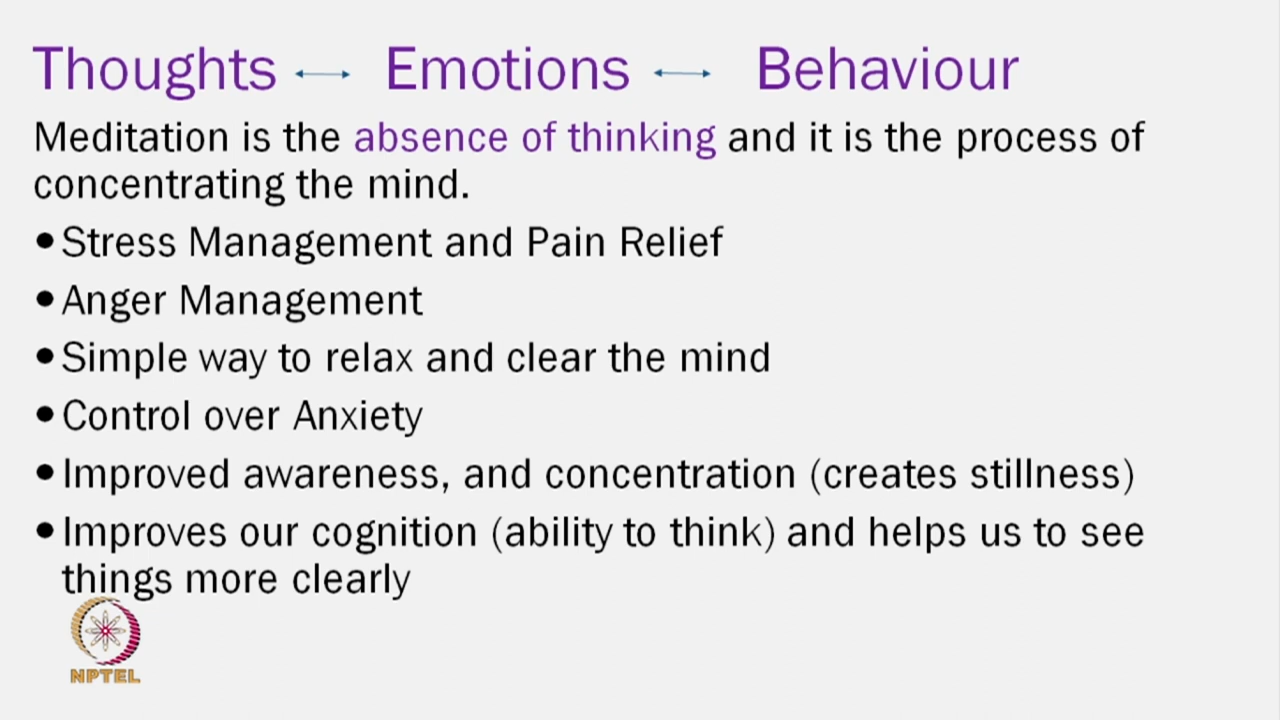 Thoughts ↔ Emotions ↔ Behaviour
Meditation is the absence of thinking and it is the process of
concentrating the mind.
•Stress Management and Pain Relief
•Anger Management
•Simple way to relax and clear the mind
•Control over Anxiety
•Improved awareness, and concentration (creates stillness)
•Improves our cognition (ability to think) and helps us to see
things more clearly
NPTEL